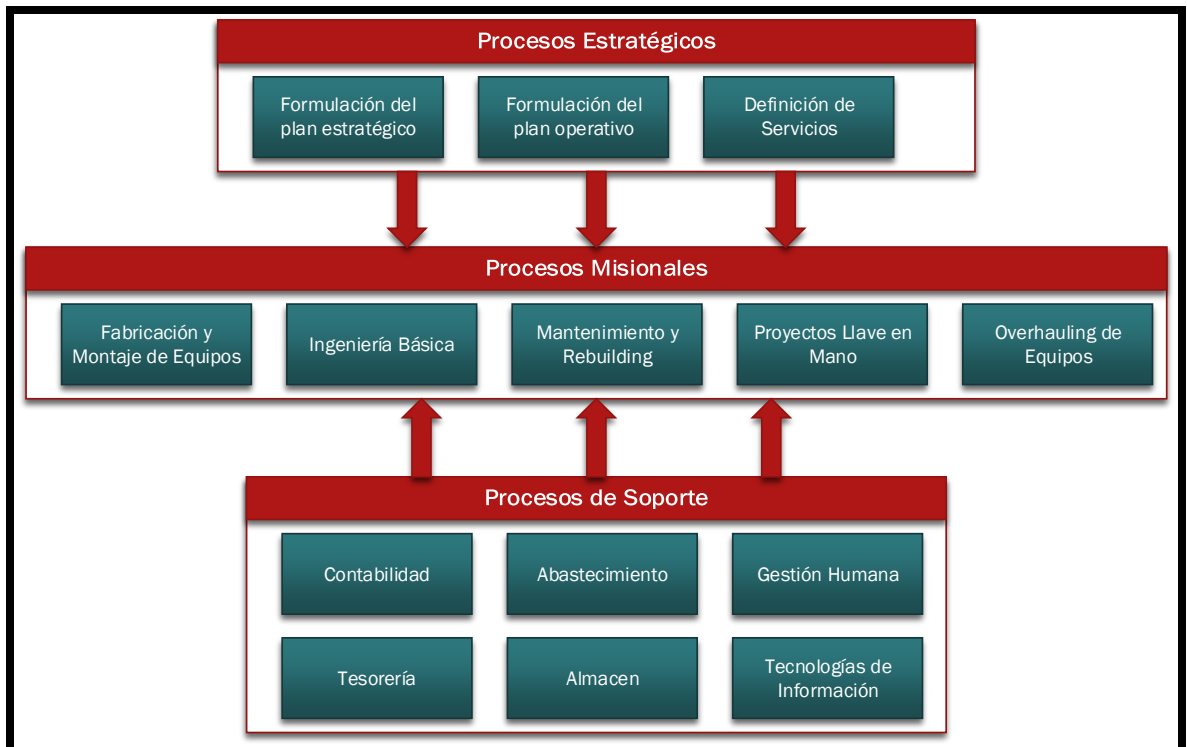 Procesos Estratégicos
Formulación del
plan estratégico
Formulación del
plan operativo
Definición de
Servicios
Procesos Misionales
Fabricación y
Montaje de Equipos
Ingeniería Básica
Mantenimiento y
Rebuilding
Proyectos Llave en
Mano
Overhauling de
Equipos
Procesos de Soporte
Contabilidad
Abastecimiento
Gestión Humana
Tesorería
Almacen
Tecnologías de
Información